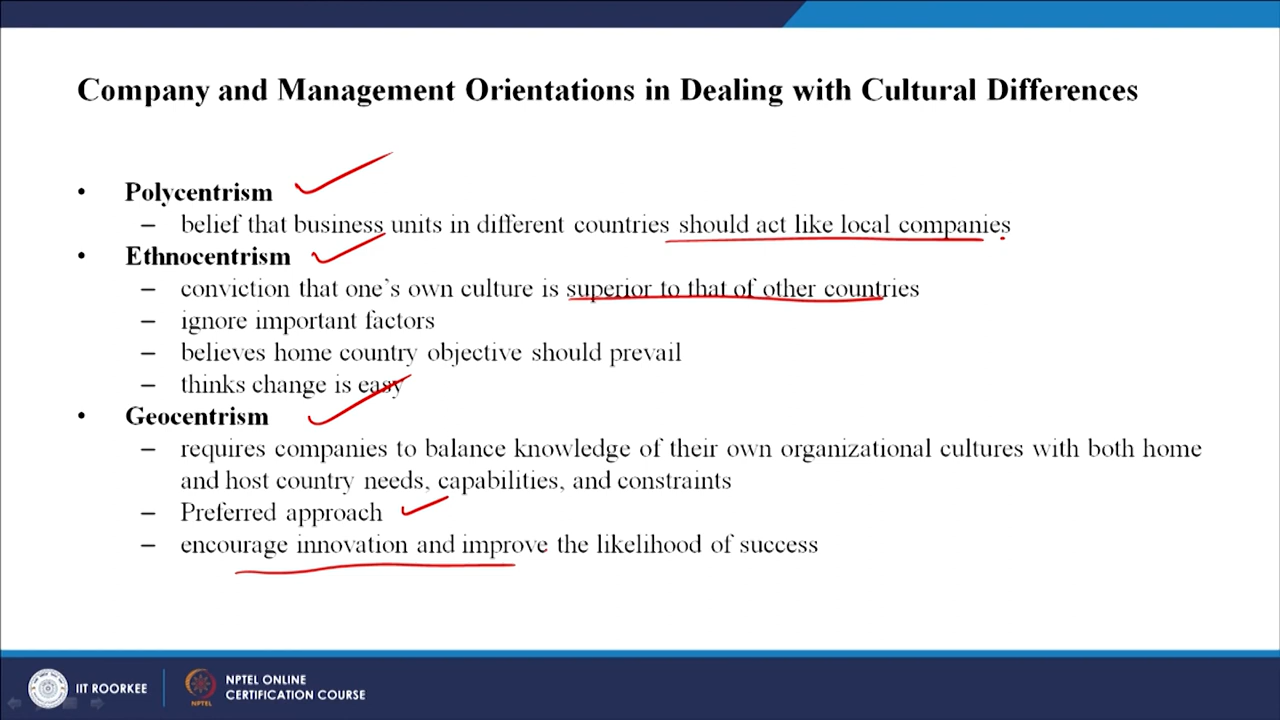 Company and Management Orientations in Dealing with Cultural Differences
• Polycentrism
– belief that business units in different countries should act like local companies
• Ethnocentrism
– conviction that one's own culture is superior to that of other countries
– ignore important factors
– believes home country objective should prevail
– thinks change is easy
• Geocentrism
– requires companies to balance knowledge of their own organizational cultures with both home
and host country needs, capabilities, and constraints
– Preferred approach
– encourage innovation and improve the likelihood of success
IIT ROORKEE
NPTEL ONLINE
CERTIFICATION COURSE
NPTEL